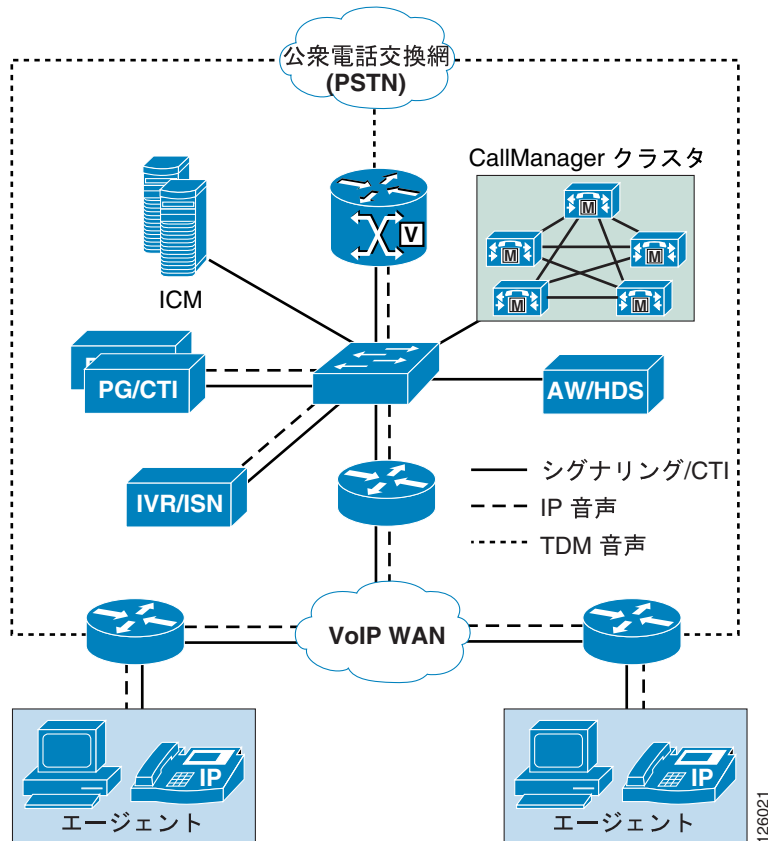 公衆電話交換網
(PSTN)
CallManager クラスタ
V
M
M
M
M
M
ICM
PG/CTI
AW/HDS
IVR/ISN
シグナリング/CTI
IP 音声
TDM 音声
VoIP WAN
IP
エージェント
IP
エージェント
126021